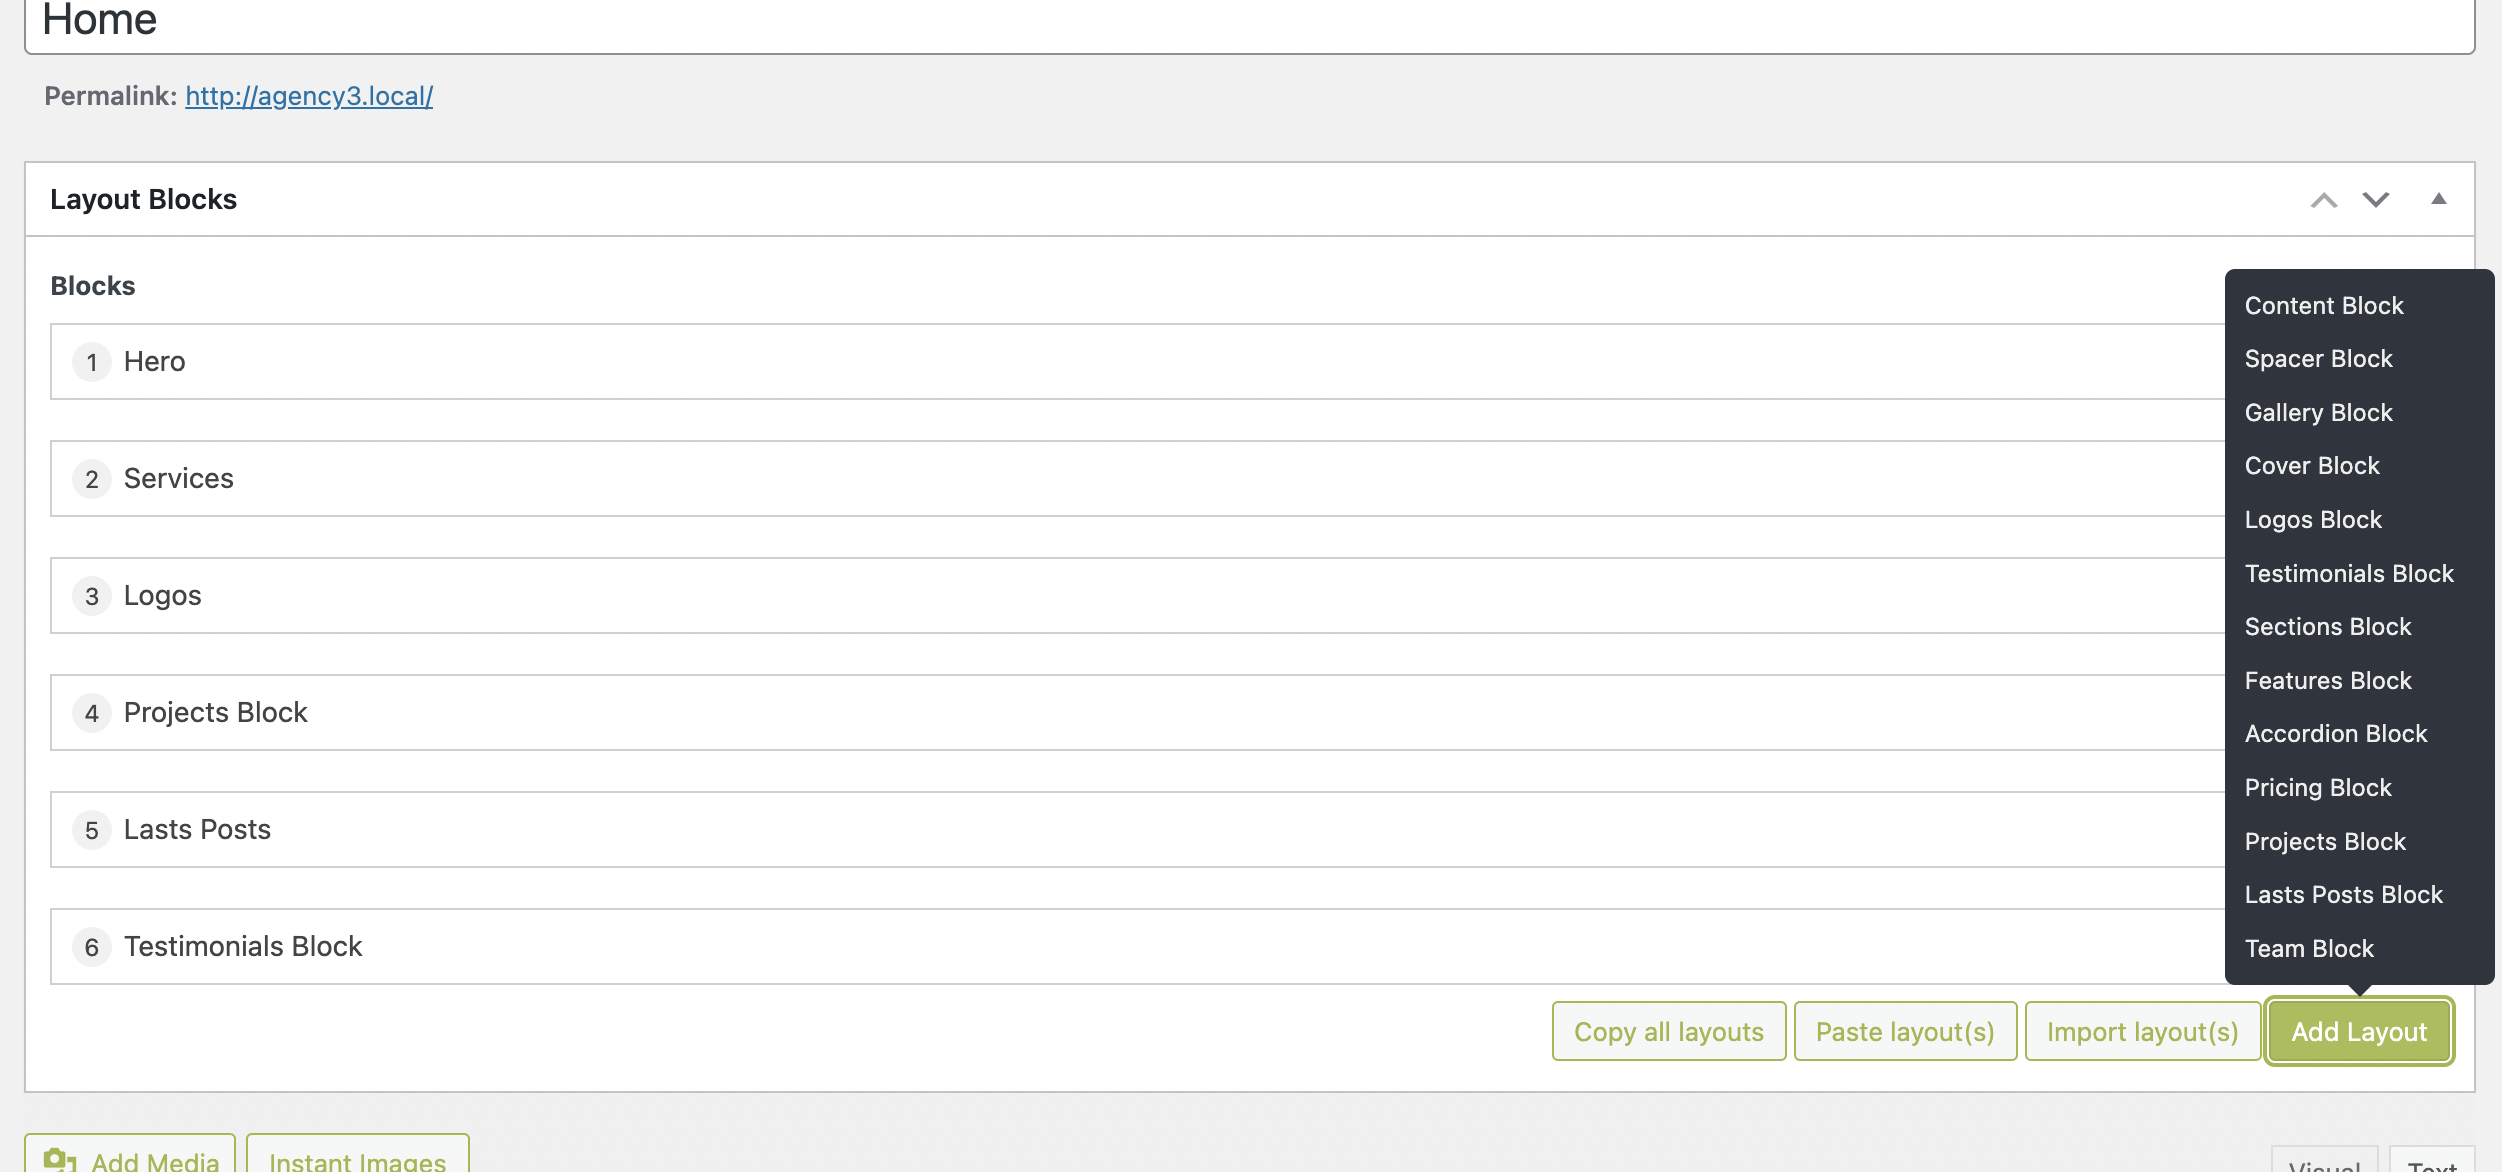 Home
Permalink: http://agency3.local/
Layout Blocks
Blocks
1 Hero
2 Services
3 Logos
4 Projects Block
5 Lasts Posts
6 Testimonials Block
Content Block
Spacer Block
Gallery Block
Cover Block
Logos Block
Testimonials Block
Sections Block
Features Block
Accordion Block
Pricing Block
Projects Block
Lasts Posts Block
Team Block
Copy all layouts Paste layout(s) Import layout(s) Add Layout
Add Media Instant Images Visual Text